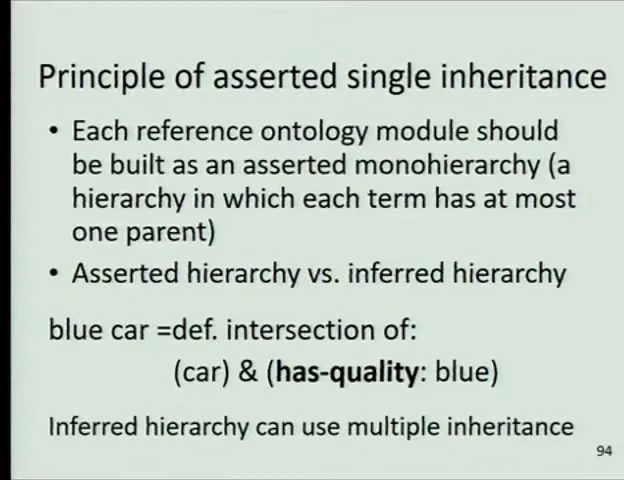 Principle of asserted single inheritance
• Each reference ontology module should
be built as an asserted monohierarchy (a
hierarchy in which each term has at most
one parent)
• Asserted hierarchy vs. inferred hierarchy
blue car =def. intersection of:
(car) & (has-quality: blue)
Inferred hierarchy can use multiple inheritance
94